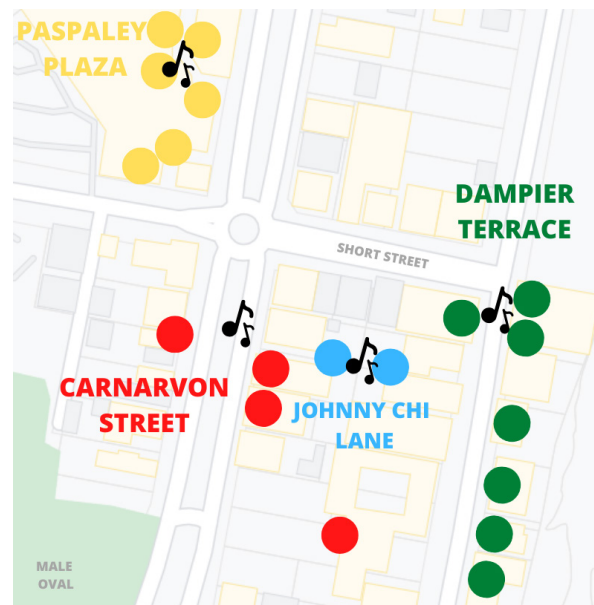 PASPALEY
PLAZA
DAMPIER
TERRACE
SHORT STREET
CARNARVON
STREET
JOHNNY CHI
LANE
MALE
OVAL